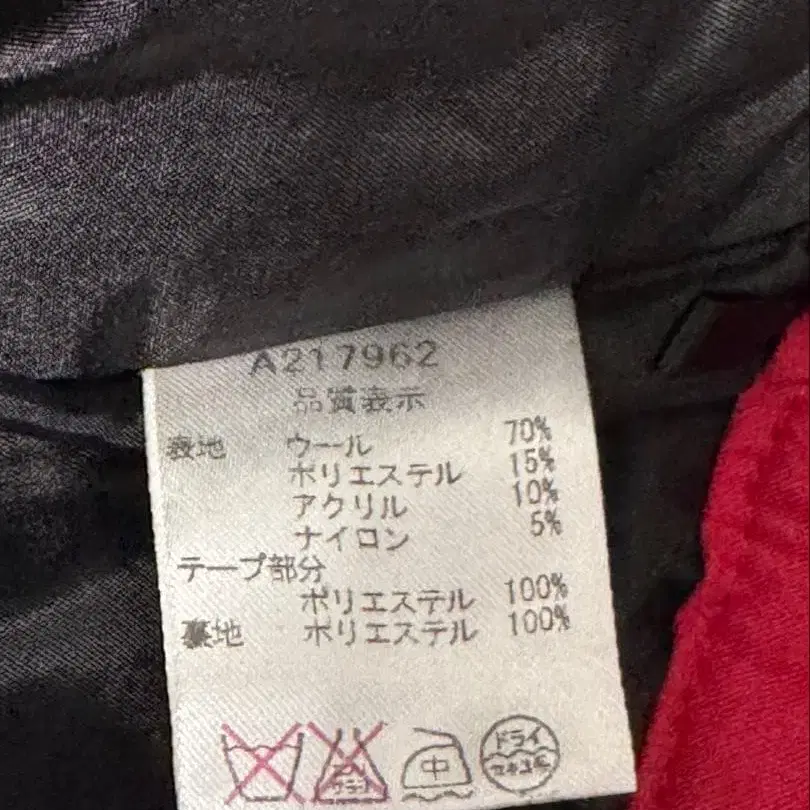 A217962
品質表示
表地 ウール 70%
ポリエステル 15%
アクリル 10%
ナイロン 5%
テープ部分
ポリエステル 100%
裏地 ポリエステル 100%
中
ドライ